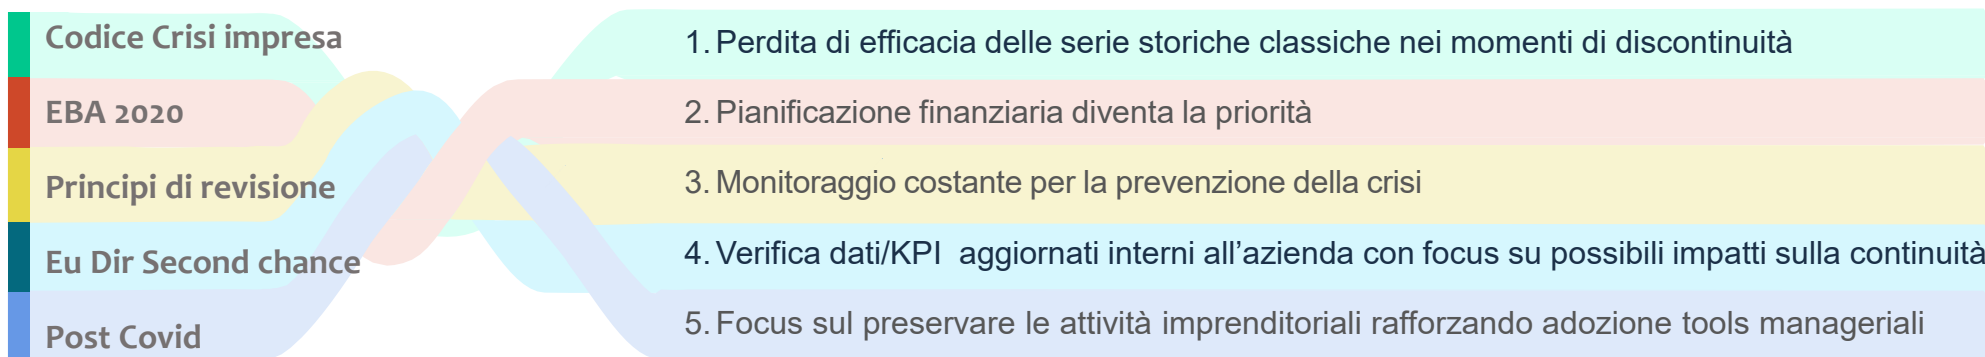 Codice Crisi impresa
1. Perdita di efficacia delle serie storiche classiche nei momenti di discontinuità
EBA 2020
2. Pianificazione finanziaria diventa la priorità
Principi di revisione
3. Monitoraggio costante per la prevenzione della crisi
Eu Dir Second chance
4. Verifica dati/KPI aggiornati interni all'azienda con focus su possibili impatti sulla continuità
Post Covid
5. Focus sul preservare le attività imprenditoriali rafforzando adozione tools manageriali